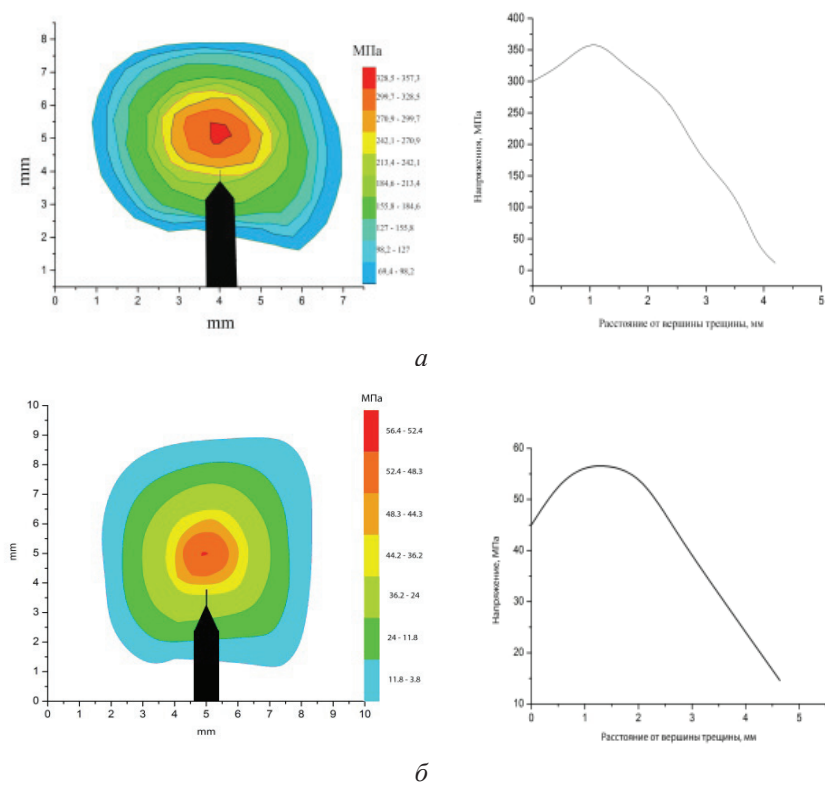 МПа
8
7
6
5
4
3
2
1
mm
0 1 2 3 4 5 6 7
mm
328,5 - 357,3
299,7 - 328,5
270,9 - 299,7
242,1 - 270,9
213,4 - 242,1
184,6 - 213,4
155,8 - 184,6
127 - 155,8
98,2 - 127
69,4 - 98,2
400
350
300
250
200
150
100
50
0
Напряжения, МПа
0 1 2 3 4 5
Расстояние от вершины трещины, мм
а
МПа
10
9
8
7
6
5
4
3
2
1
0
mm
0 1 2 3 4 5 6 7 8 9 10
mm
56.4 - 52.4
52.4 - 48.3
48.3 - 44.3
44.2 - 36.2
36.2 - 24
24 - 11.8
11.8 - 3.8
60
50
40
30
20
10
Напряжение, МПа
0 1 2 3 4 5
Расстояние от вершины трещины, мм
б